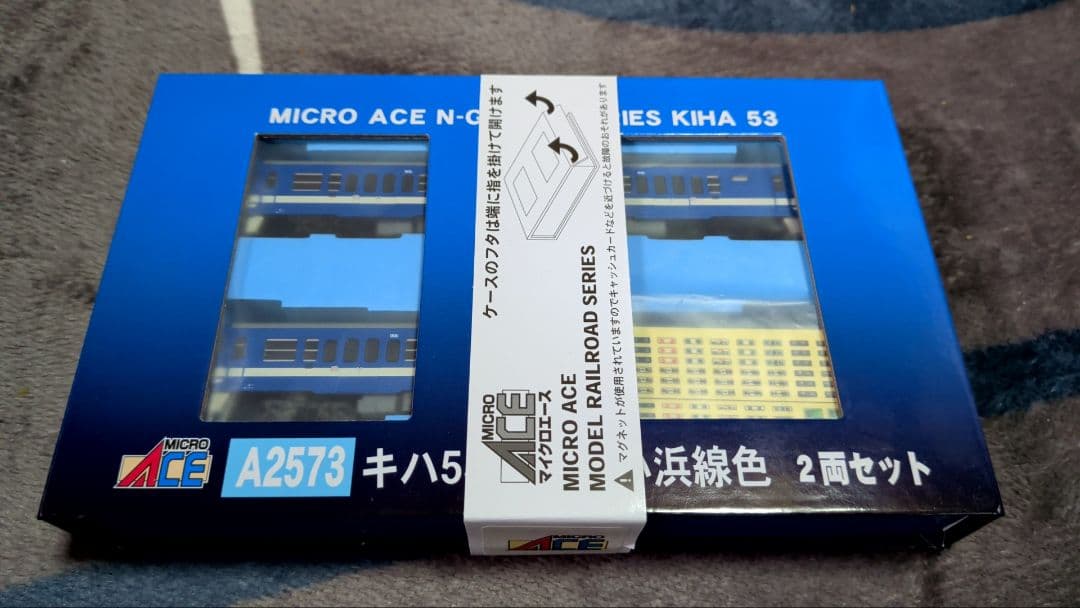 MICRO ACE N-G
IES KIHA 53
ケースのフタは端に指を掛けて開けます
MICRO
ACE
マイクロエース
MICRO ACE
MODEL RAILROAD SERIES
マグネットが使用されていますのでキャッシュカードなどを近づけると故障のおそれがあります
MICRO
ACE
A2573
キハ5
浜線色
2両セット
MICRO
ACE